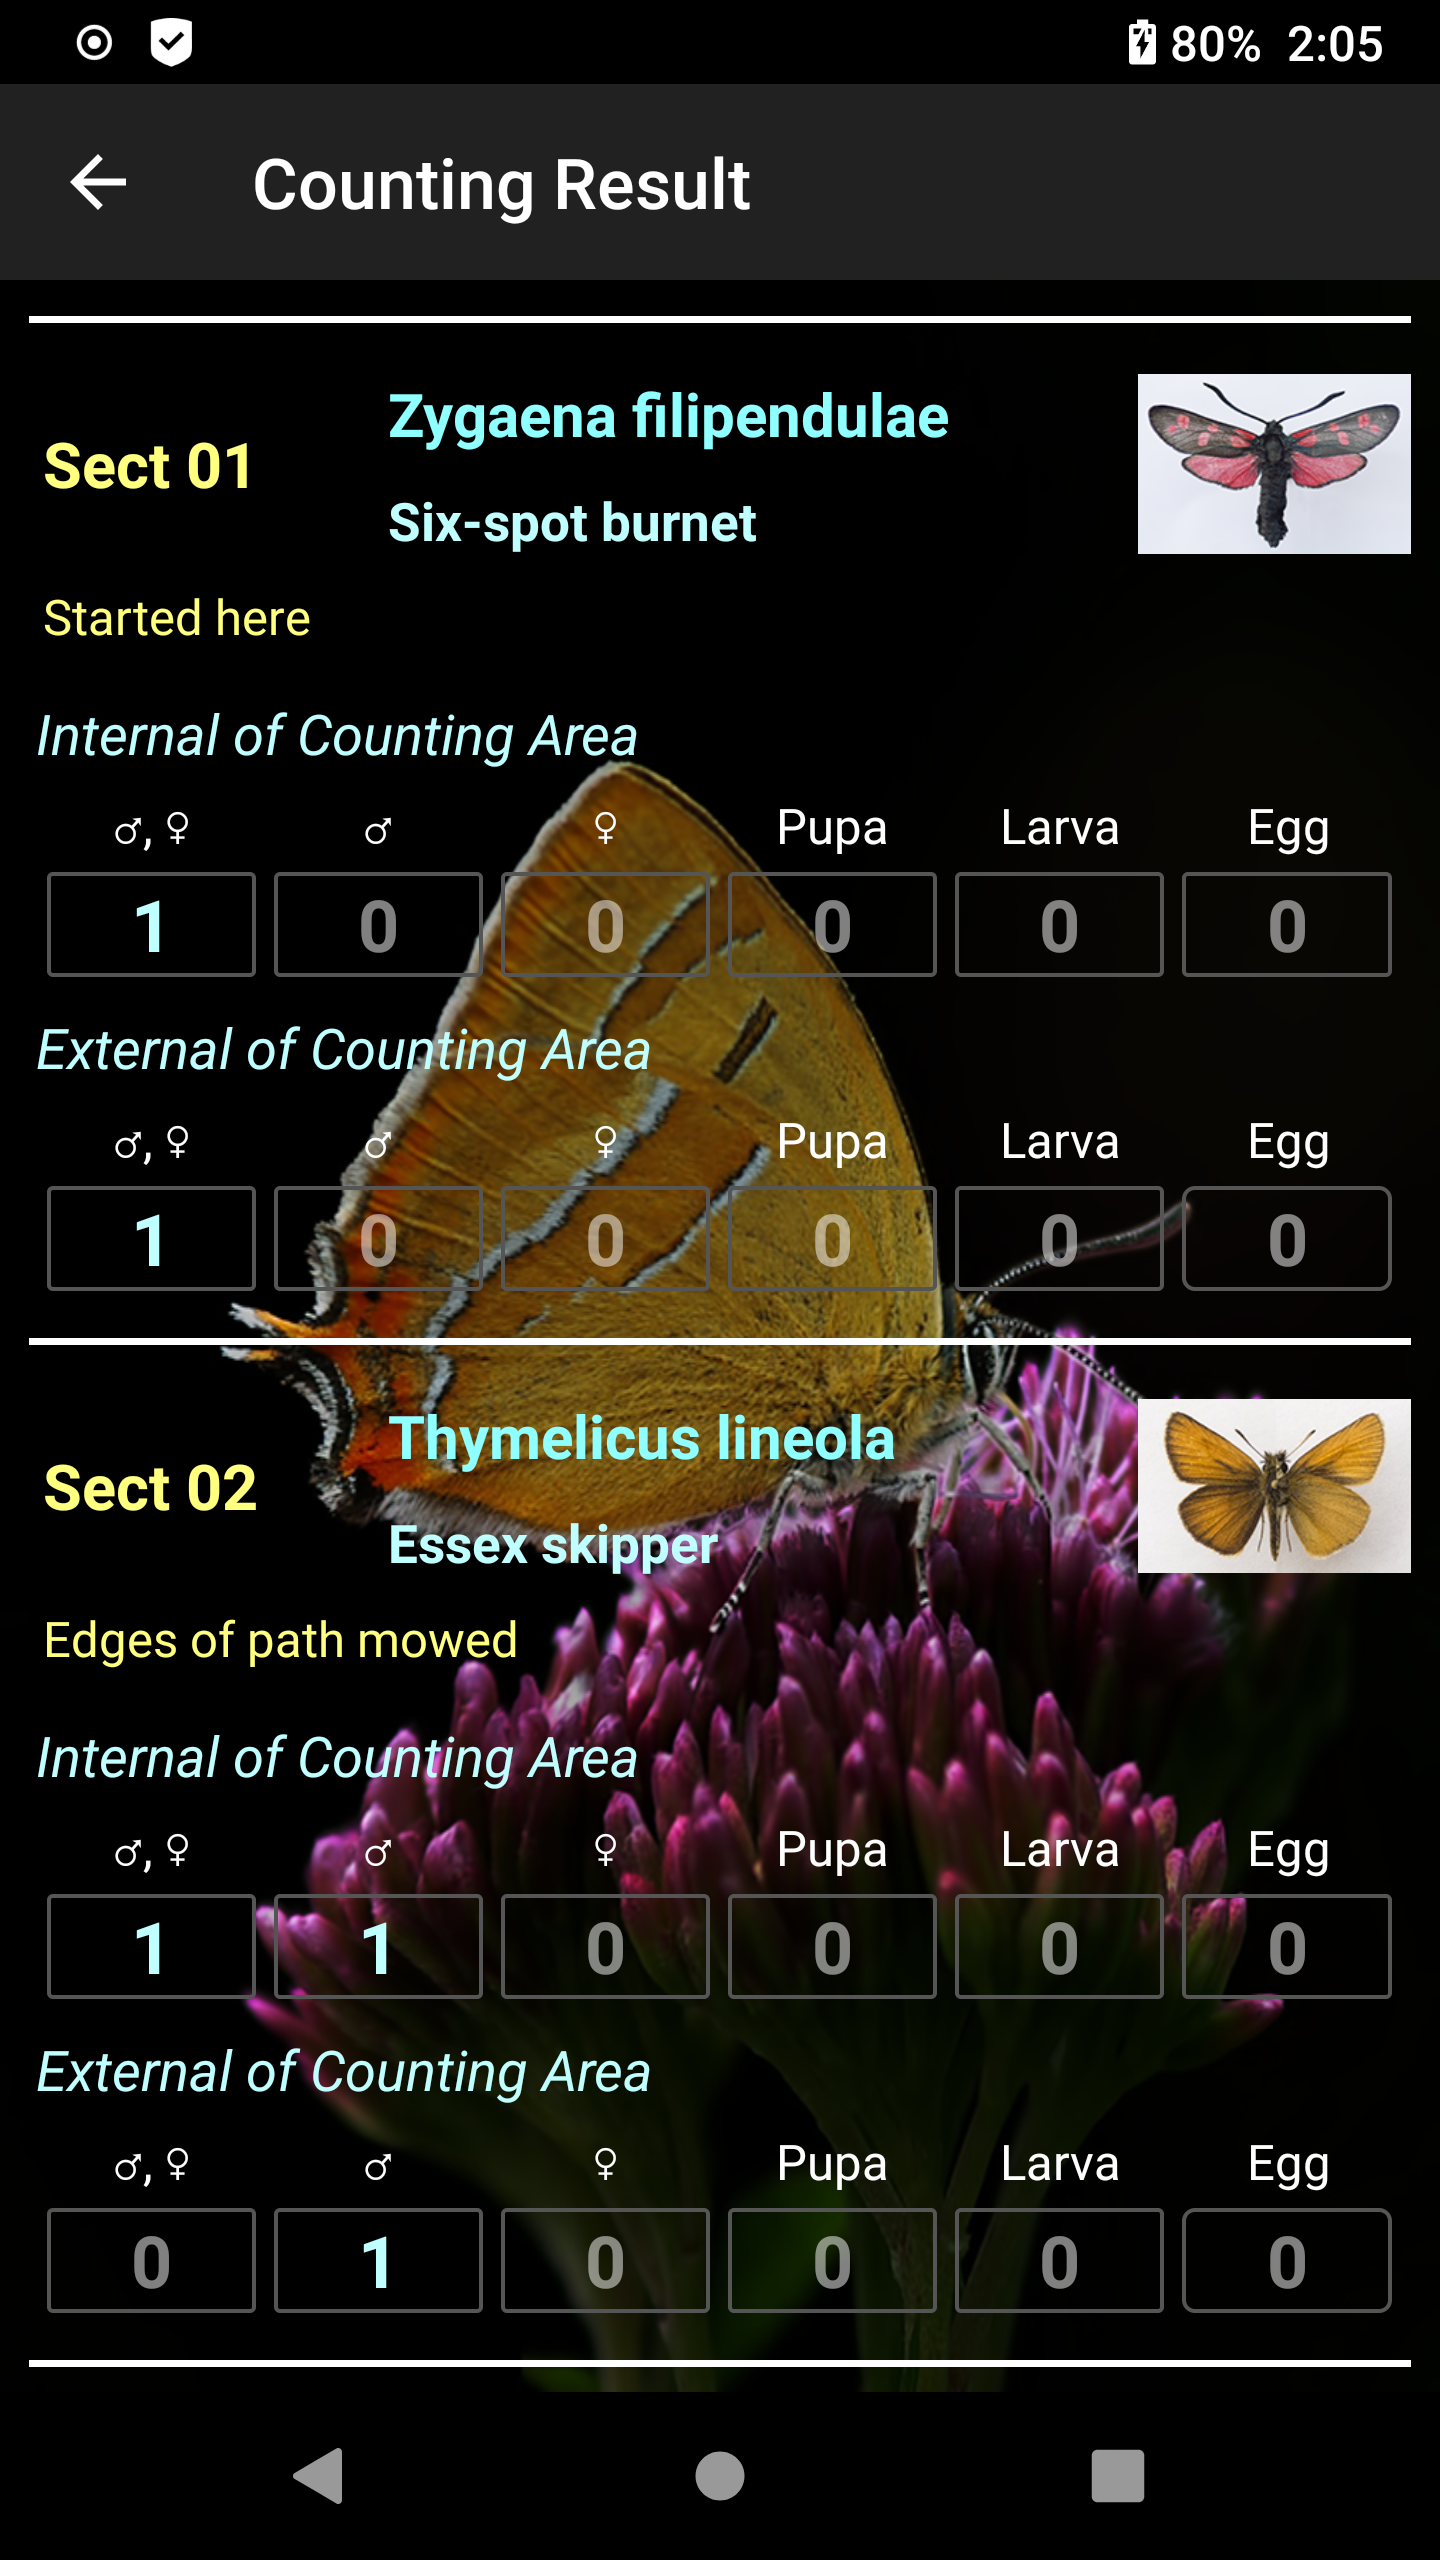 80% 2:05
Counting Result
Sect 01
Zygaena filipendulae
Six-spot burnet
Started here
Internal of Counting Area
♂, ♀ ♂ ♀ Pupa Larva Egg
1 0 0 0 0 0
External of Counting Area
♂, ♀ ♂ ♀ Pupa Larva Egg
1 0 0 0 0 0
Sect 02
Thymelicus lineola
Essex skipper
Edges of path mowed
Internal of Counting Area
♂, ♀ ♂ ♀ Pupa Larva Egg
1 1 0 0 0 0
External of Counting Area
♂, ♀ ♂ ♀ Pupa Larva Egg
0 1 0 0 0 0